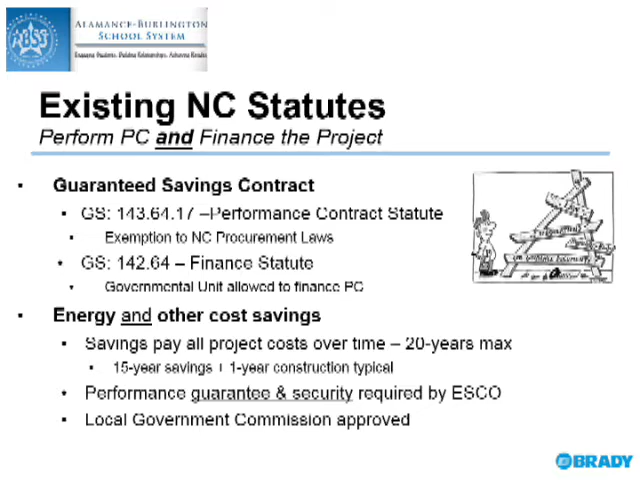 ABSS
ALAMANCE-BURLINGTON
SCHOOL SYSTEM
Existing NC Statutes
Perform PC and Finance the Project
• Guaranteed Savings Contract
• GS: 143.64.17 –Performance Contract Statute
• Exemption to NC Procurement Laws
• GS: 142.64 – Finance Statute
• Governmental Unit allowed to finance PC
• Energy and other cost savings
• Savings pay all project costs over time – 20-years max
• 15-year savings + 1-year construction typical
• Performance guarantee & security required by ESCO
• Local Government Commission approved
BRADY